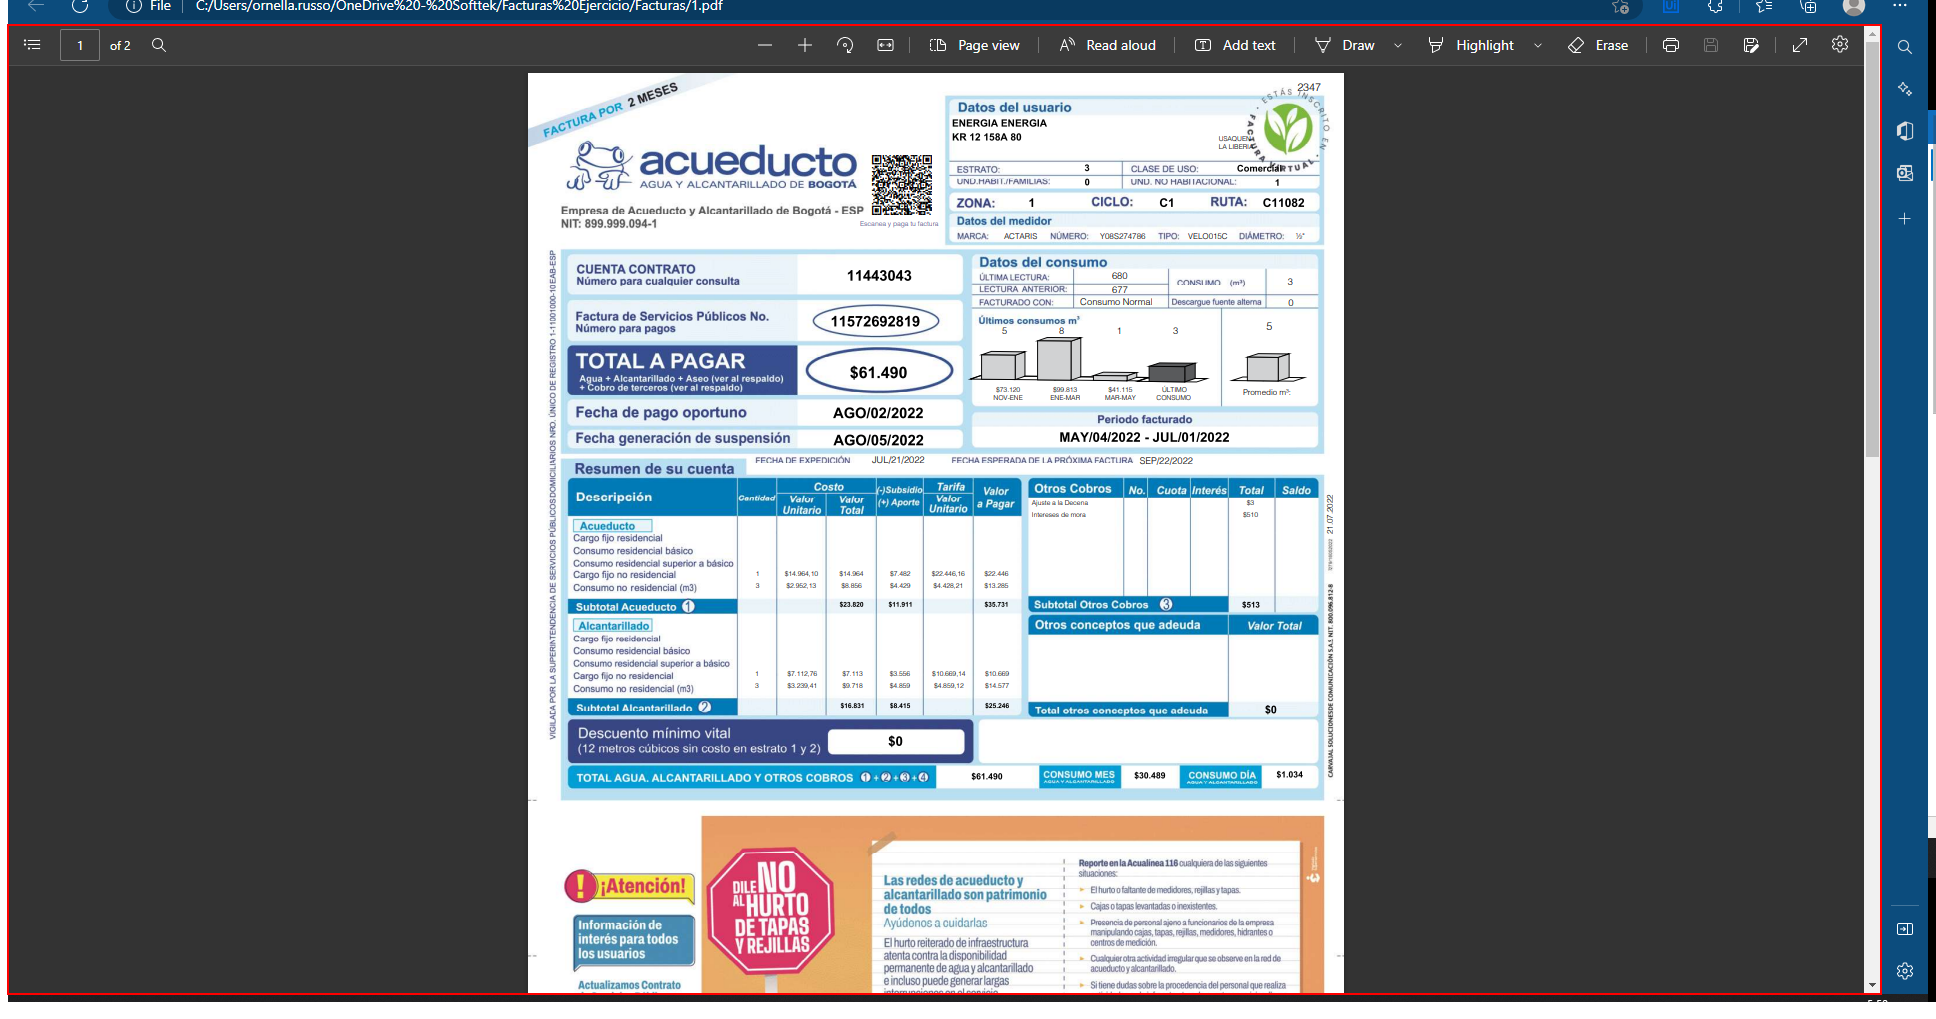 File C:/Users/ornella.russo/OneDrive%20-%20Softtek/Facturas%20Ejercicio/Facturas/1.pdf
1 of 2 Page view Read aloud Add text Draw Highlight Erase
FACTURA POR 2 MESES
2347
acueducto
AGUA Y ALCANTARILLADO DE BOGOTÁ
Empresa de Acueducto y Alcantarillado de Bogotá - ESP
NIT: 899.999.094-1
Escanea y paga tu factura
Datos del usuario
ENERGIA ENERGIA
KR 12 158A 80
USAQUEN
LA LIBERIA
ESTÁS INSCRITO EN FACTURA VIRTUAL
ESTRATO: 3 CLASE DE USO: Comercial
UND.HABIT./FAMILIAS: 0 UND. NO HABITACIONAL: 1
ZONA: 1 CICLO: C1 RUTA: C11082
Datos del medidor
MARCA: ACTARIS NÚMERO: Y08S274786 TIPO: VELO015C DIÁMETRO: ½"
CUENTA CONTRATO
Número para cualquier consulta
11443043
Factura de Servicios Públicos No.
Número para pagos
11572692819
TOTAL A PAGAR
Agua + Alcantarillado + Aseo (ver al respaldo)
+ Cobro de terceros (ver al respaldo)
$61.490
Fecha de pago oportuno AGO/02/2022
Fecha generación de suspensión AGO/05/2022
Datos del consumo
ÚLTIMA LECTURA: 680 CONSUMO (m³) 3
LECTURA ANTERIOR: 677
FACTURADO CON: Consumo Normal Descargue fuente alterna 0
Últimos consumos m³
5 8 1 3 5
$73.120 $99.813 $41.115 ÚLTIMO
NOV-ENE ENE-MAR MAR-MAY CONSUMO
Promedio m³:
Periodo facturado
MAY/04/2022 - JUL/01/2022
FECHA DE EXPEDICIÓN JUL/21/2022 FECHA ESPERADA DE LA PRÓXIMA FACTURA SEP/22/2022
Resumen de su cuenta
Descripción Cantidad Costo Valor Unitario Valor Total (-)Subsidio (+) Aporte Tarifa Valor Unitario Valor a Pagar
Acueducto
Cargo fijo residencial
Consumo residencial básico
Consumo residencial superior a básico
Cargo fijo no residencial 1 $14.964,10 $14.964 $7.482 $22.446,16 $22.446
Consumo no residencial (m3) 3 $2.952,13 $8.856 $4.429 $4.428,21 $13.285
Subtotal Acueducto 1 $23.820 $11.911 $35.731
Alcantarillado
Cargo fijo residencial
Consumo residencial básico
Consumo residencial superior a básico
Cargo fijo no residencial 1 $7.112,76 $7.113 $3.556 $10.669,14 $10.669
Consumo no residencial (m3) 3 $3.239,41 $9.718 $4.859 $4.859,12 $14.577
Subtotal Alcantarillado 2 $16.831 $8.415 $25.246
Otros Cobros No. Cuota Interés Total Saldo
Ajuste a la Decena $3
Intereses de mora $510
Subtotal Otros Cobros 3 $513
Otros conceptos que adeuda Valor Total
Total otros conceptos que adeuda $0
Descuento mínimo vital
(12 metros cúbicos sin costo en estrato 1 y 2)
$0
TOTAL AGUA. ALCANTARILLADO Y OTROS COBROS 1+2+3+4 $61.490
CONSUMO MES
AGUA Y ALCANTARILLADO
$30.489
CONSUMO DÍA
AGUA Y ALCANTARILLADO
$1.034
VIGILADA POR LA SUPERINTENDENCIA DE SERVICIOS PÚBLICOS DOMICILIARIOS NRO. ÚNICO DE REGISTRO 1-11001000-10 EAB-ESP
CARVAJAL SOLUCIONES DE COMUNICACIÓN S.A.S NIT. 800.096.812-8
21.07.2022
¡Atención!
Información de
interés para todos
los usuarios
Actualizamos Contrato
DILE NO
AL HURTO
DE TAPAS
Y REJILLAS
Las redes de acueducto y
alcantarillado son patrimonio
de todos
Ayúdenos a cuidarlas
El hurto reiterado de infraestructura
atenta contra la disponibilidad
permanente de agua y alcantarillado
e incluso puede generar largas
interrupciones en el servicio
Reporte en la Acualínea 116 cualquiera de las siguientes
situaciones:
El hurto o faltante de medidores, rejillas y tapas.
Cajas o tapas levantadas o inexistentes.
Presencia de personal ajeno a funcionarios de la empresa
manipulando cajas, tapas, rejillas, medidores, hidrantes o
centros de medición.
Cualquier otra actividad irregular que se observe en la red de
acueducto y alcantarillado.
Si tiene dudas sobre la procedencia del personal que realiza